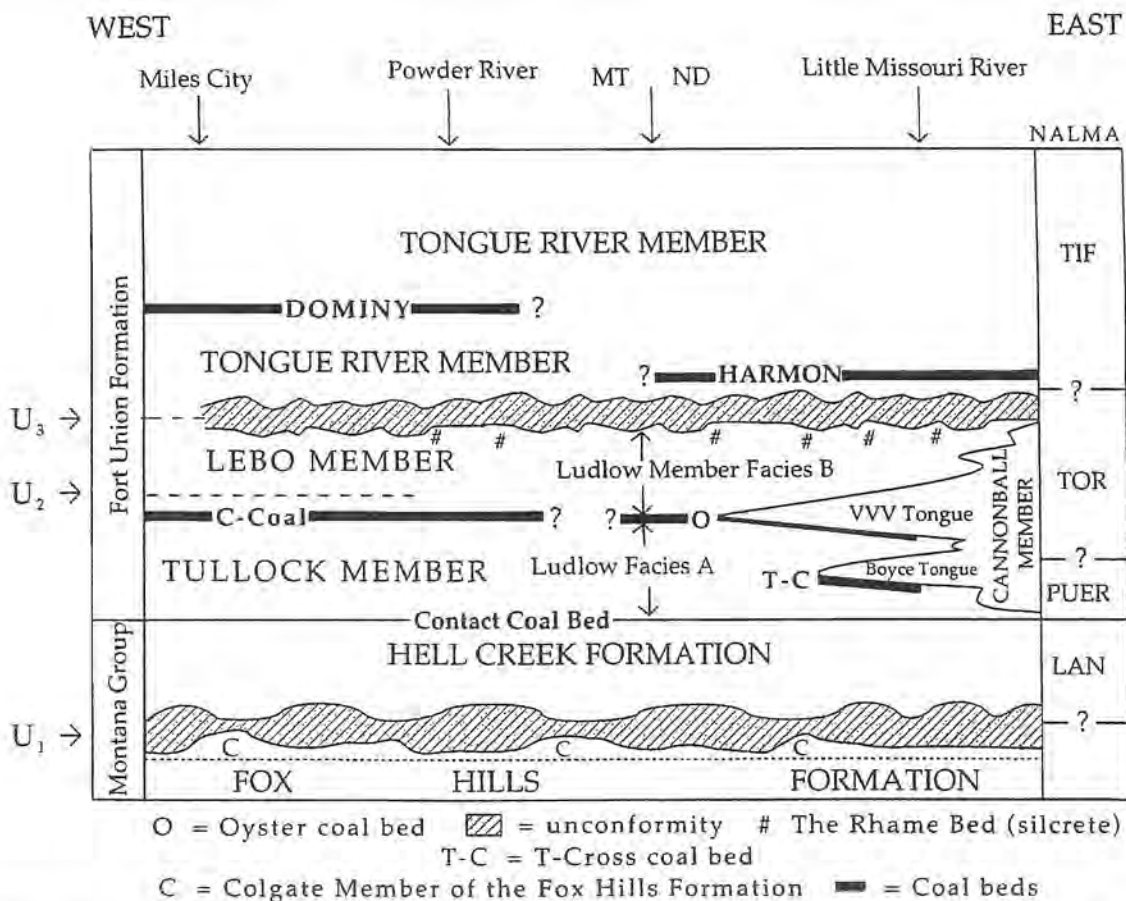 WEST EAST
Miles City Powder River MT ND Little Missouri River
NALMA
TONGUE RIVER MEMBER TIF
DOMINY ?
TONGUE RIVER MEMBER ? HARMON
?
U3 →
# # # # # #
LEBO MEMBER Ludlow Member Facies B TOR
U2 →
C-Coal ? ? O VVV Tongue
CANNONBALL MEMBER
TULLOCK MEMBER Ludlow Facies A Boyce Tongue ?
T-C PUER
Fort Union Formation
Contact Coal Bed
HELL CREEK FORMATION LAN
U1 → ?
C C C
Montana Group
FOX HILLS FORMATION
O = Oyster coal bed = unconformity # The Rhame Bed (silcrete)
T-C = T-Cross coal bed
C = Colgate Member of the Fox Hills Formation = Coal beds